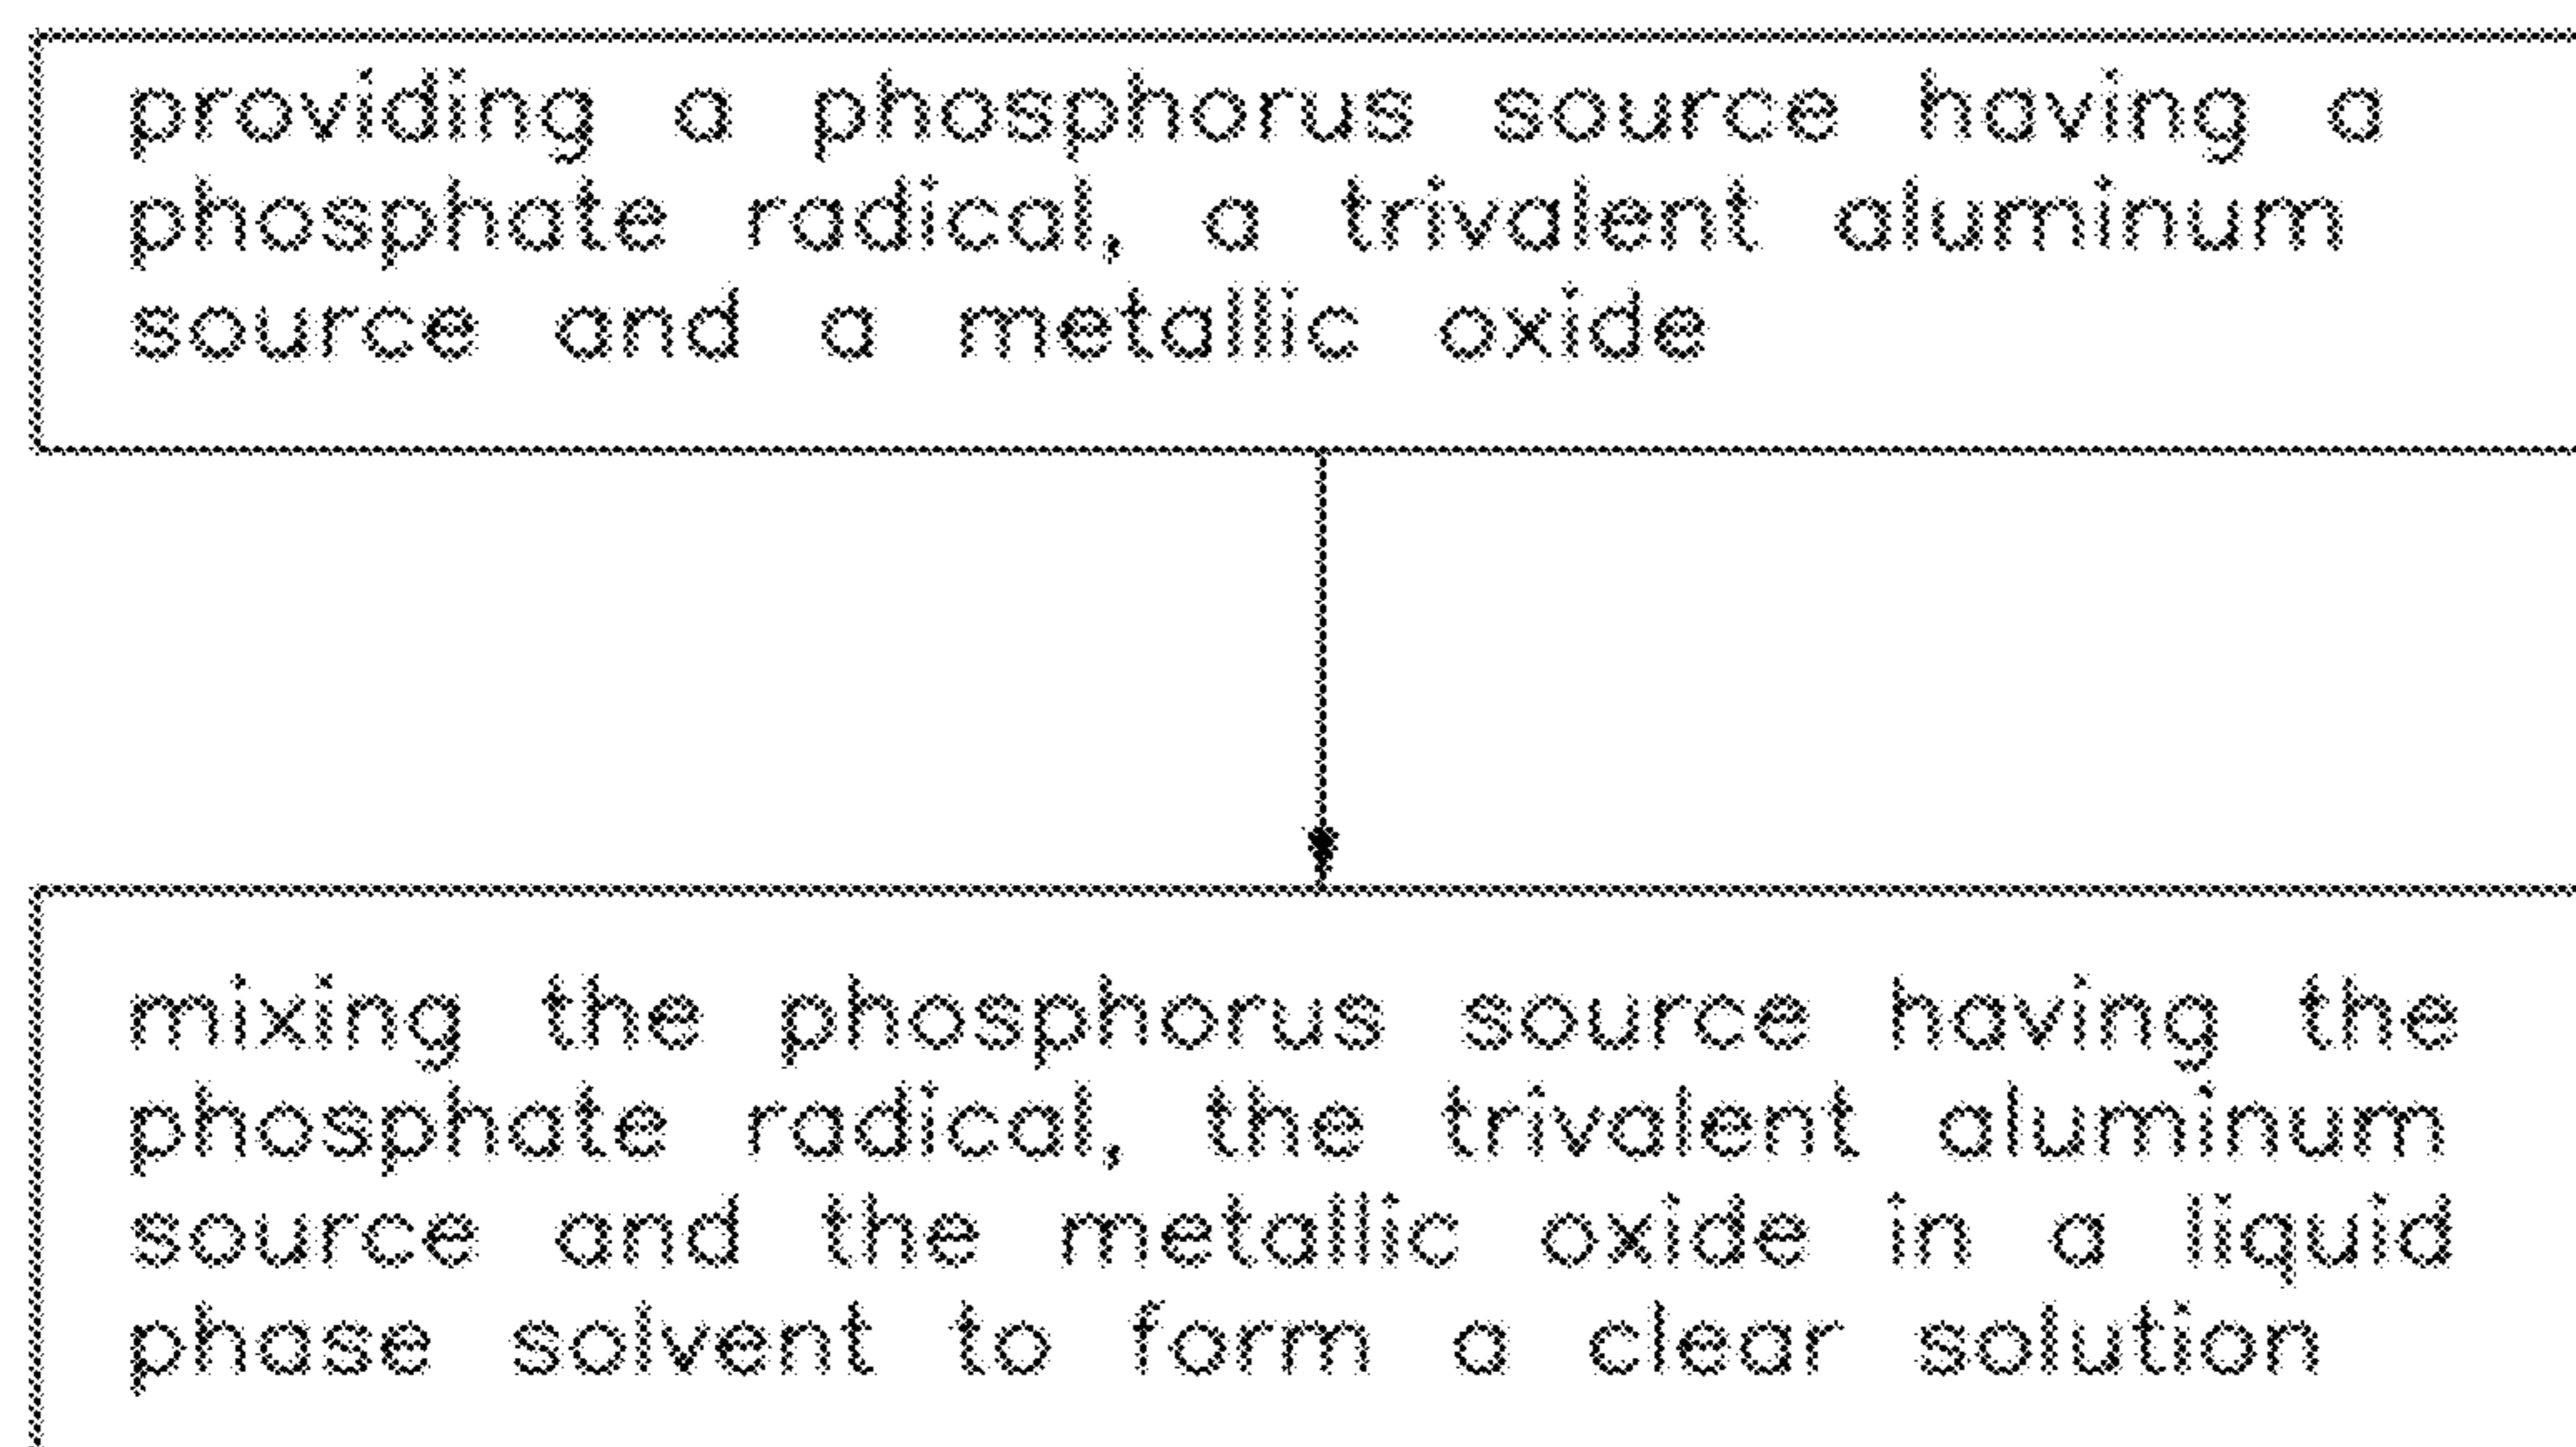 providing a phosphorus source having a
phosphate radical, a trivalent aluminum
source and a metallic oxide
mixing the phosphorus source having the
phosphate radical, the trivalent aluminum
source and the metallic oxide in a liquid
phase solvent to form a clear solution